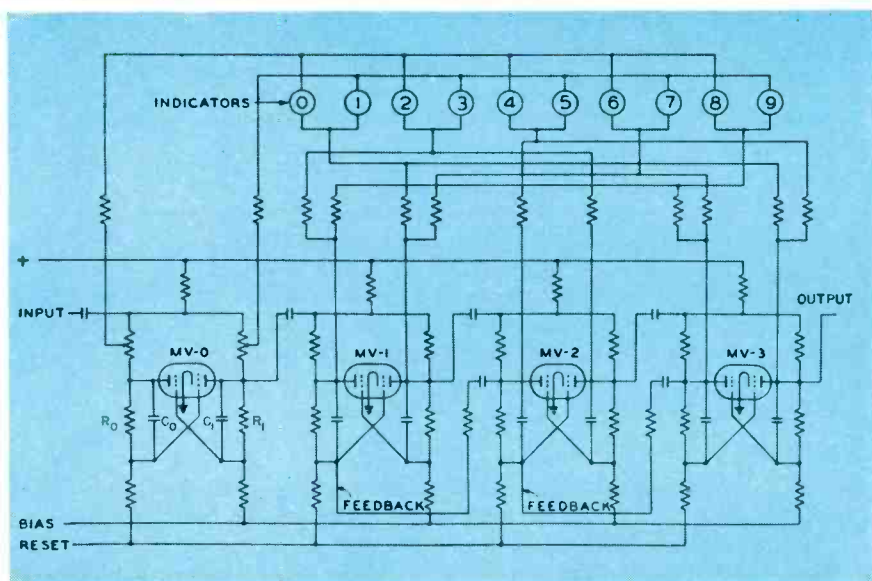 INDICATORS
0 1 2 3 4 5 6 7 8 9
+
INPUT
OUTPUT
MV-0 MV-1 MV-2 MV-3
R0 C0 C1 R1
FEEDBACK FEEDBACK
BIAS
RESET